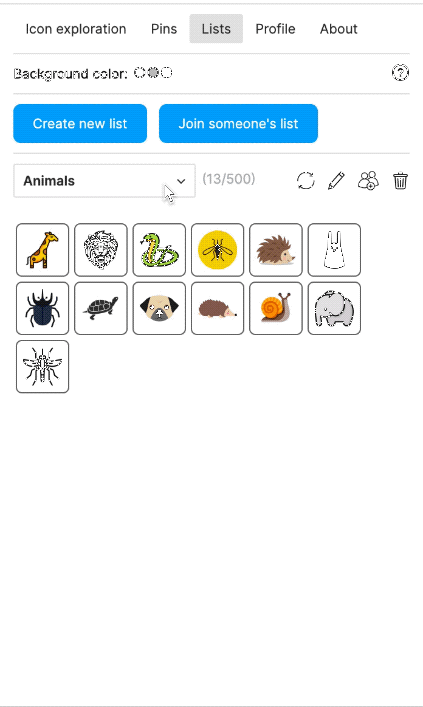 Icon exploration Pins Lists Profile About
Background color:
?
Create new list Join someone's list
Animals (13/500)